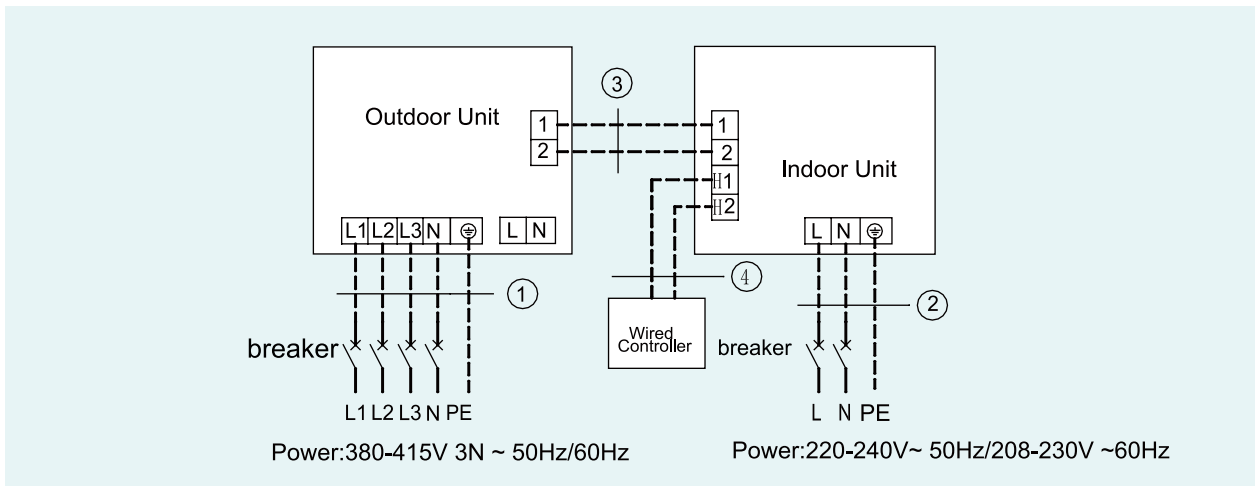 3
Outdoor Unit
1
2
1
2
H1
H2
Indoor Unit
L1 L2 L3 N
L N
L N
1
4
2
breaker
Wired
Controller
breaker
L1 L2 L3 N PE
L N PE
Power:380-415V 3N ~ 50Hz/60Hz
Power:220-240V~ 50Hz/208-230V ~60Hz